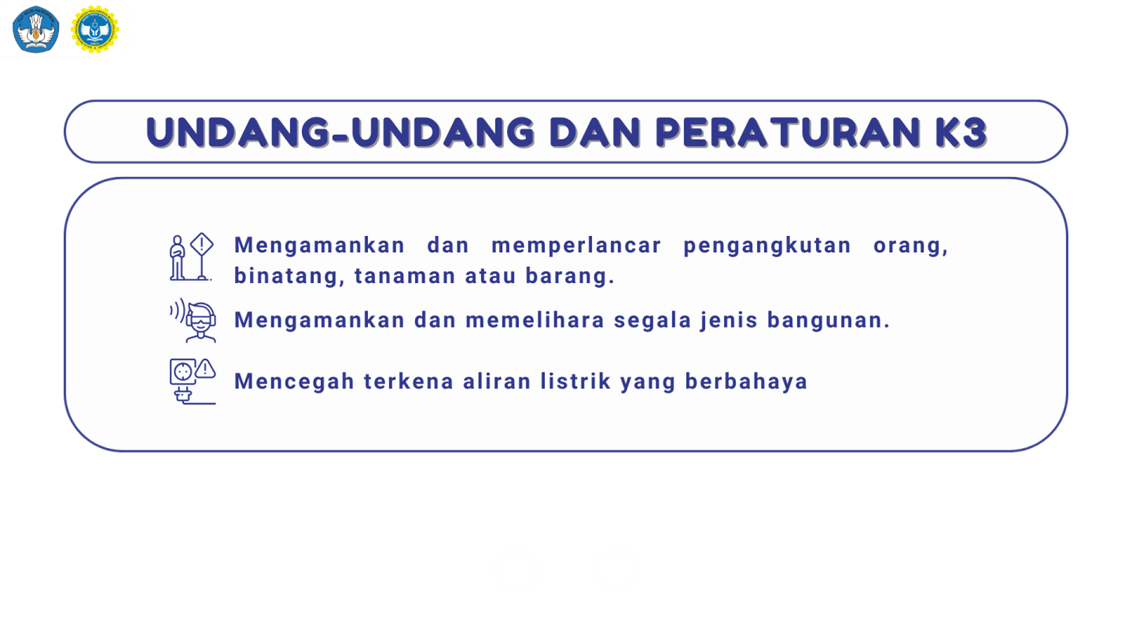 UNDANG-UNDANG DAN PERATURAN K3
Mengamankan dan memperlancar pengangkutan orang,
binatang, tanaman atau barang.
Mengamankan dan memelihara segala jenis bangunan.
Mencegah terkena aliran listrik yang berbahaya